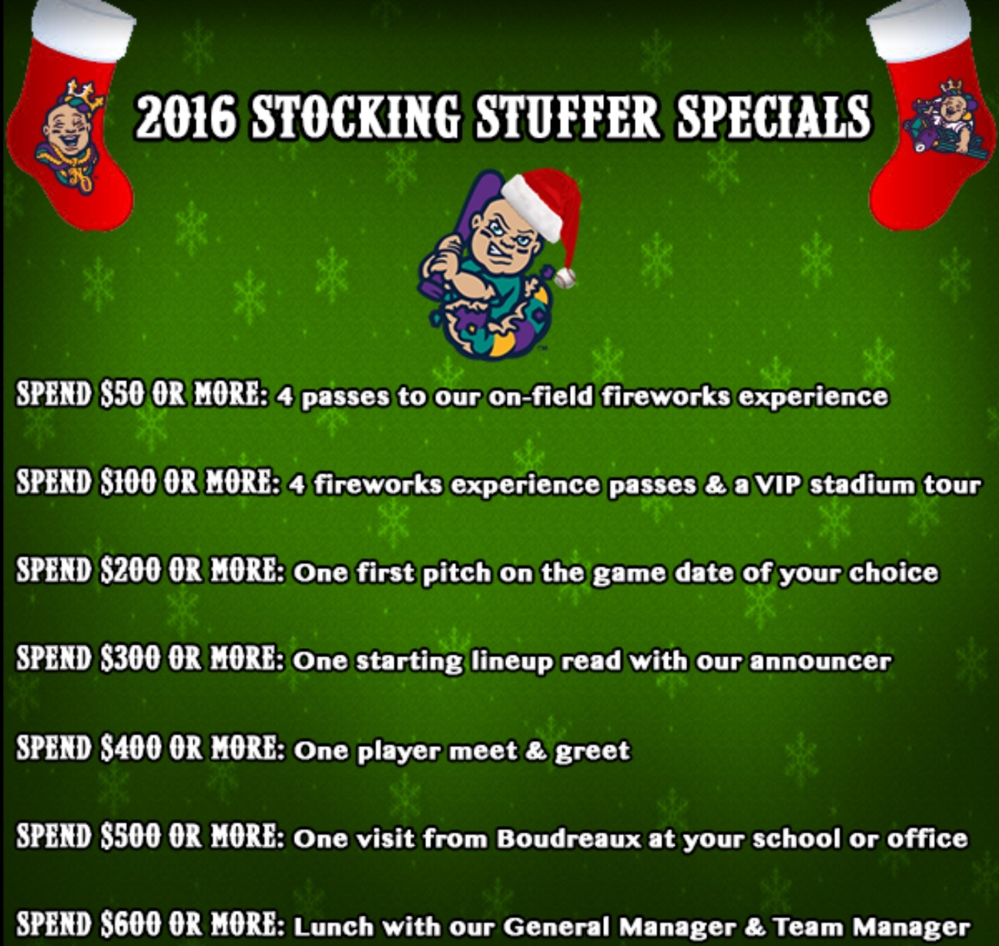 2016 STOCKING STUFFER SPECIALS
SPEND $50 OR MORE: 4 passes to our on-field fireworks experience
SPEND $100 OR MORE: 4 fireworks experience passes & a VIP stadium tour
SPEND $200 OR MORE: One first pitch on the game date of your choice
SPEND $300 OR MORE: One starting lineup read with our announcer
SPEND $400 OR MORE: One player meet & greet
SPEND $500 OR MORE: One visit from Boudreaux at your school or office
SPEND $600 OR MORE: Lunch with our General Manager & Team Manager